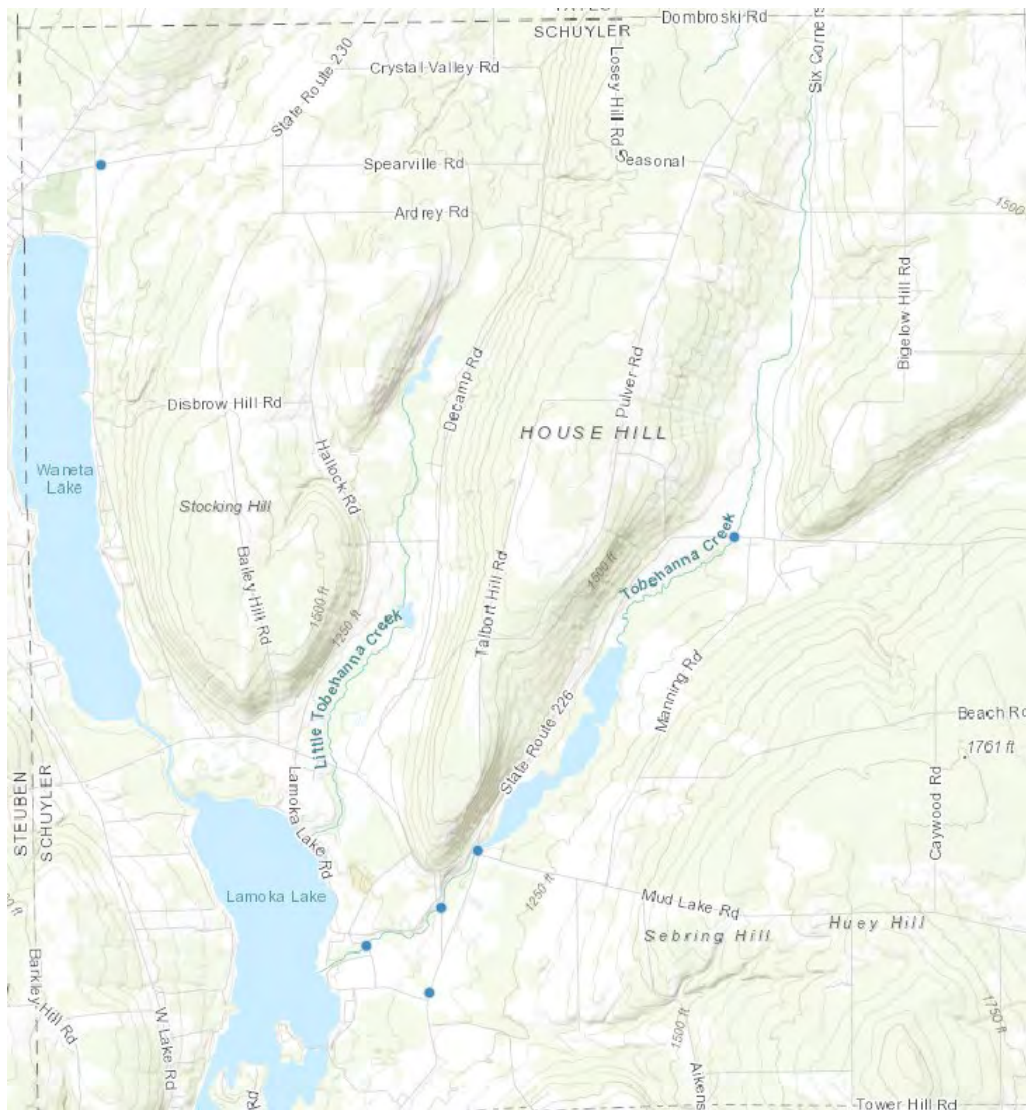 Dombroski Rd
SCHUYLER
Six Corners
Losey Hill Rd
Crystal Valley Rd
State Route 230
Spearville Rd
Seasonal
Ardrey Rd
1500
Bigelow Hill Rd
Pulver Rd
Decamp Rd
Disbrow Hill Rd
HOUSE HILL
Hallock Rd
Waneta
Lake
Stocking Hill
Tobehanna Creek
1500 ft
Bailey Hill Rd
1500 ft
1250 ft
Talbort Hill Rd
Little Tobehanna Creek
Manning Rd
State Route 226
Beach Rd
1761 ft
STEUBEN
SCHUYLER
Lamoka Lake Rd
Caywood Rd
Lamoka Lake
1250 ft
Mud Lake Rd
Huey Hill
Sebring Hill
Barkley Hill Rd
W Lake Rd
1500 ft
1750 ft
Rd
Aikens
Tower Hill Rd